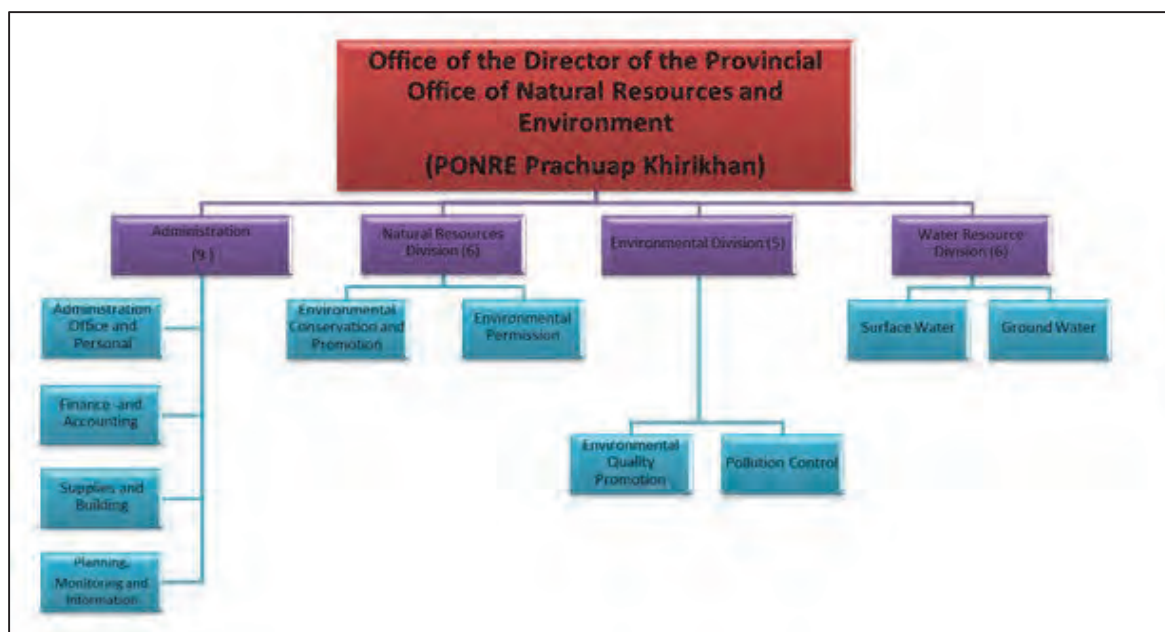 Office of the Director of the Provincial
Office of Natural Resources and
Environment
(PONRE Prachuap Khirikhan)
Administration
(9 )
Natural Resources
Division (6)
Environmental Division (5)
Water Resource
Division (6)
Administration
Office and
Personal
Environmental
Conservation and
Promotion
Environmental
Permission
Surface Water
Ground Water
Finance and
Accounting
Environmental
Quality
Promotion
Pollution Control
Supplies and
Building
Planning,
Monitoring and
Information